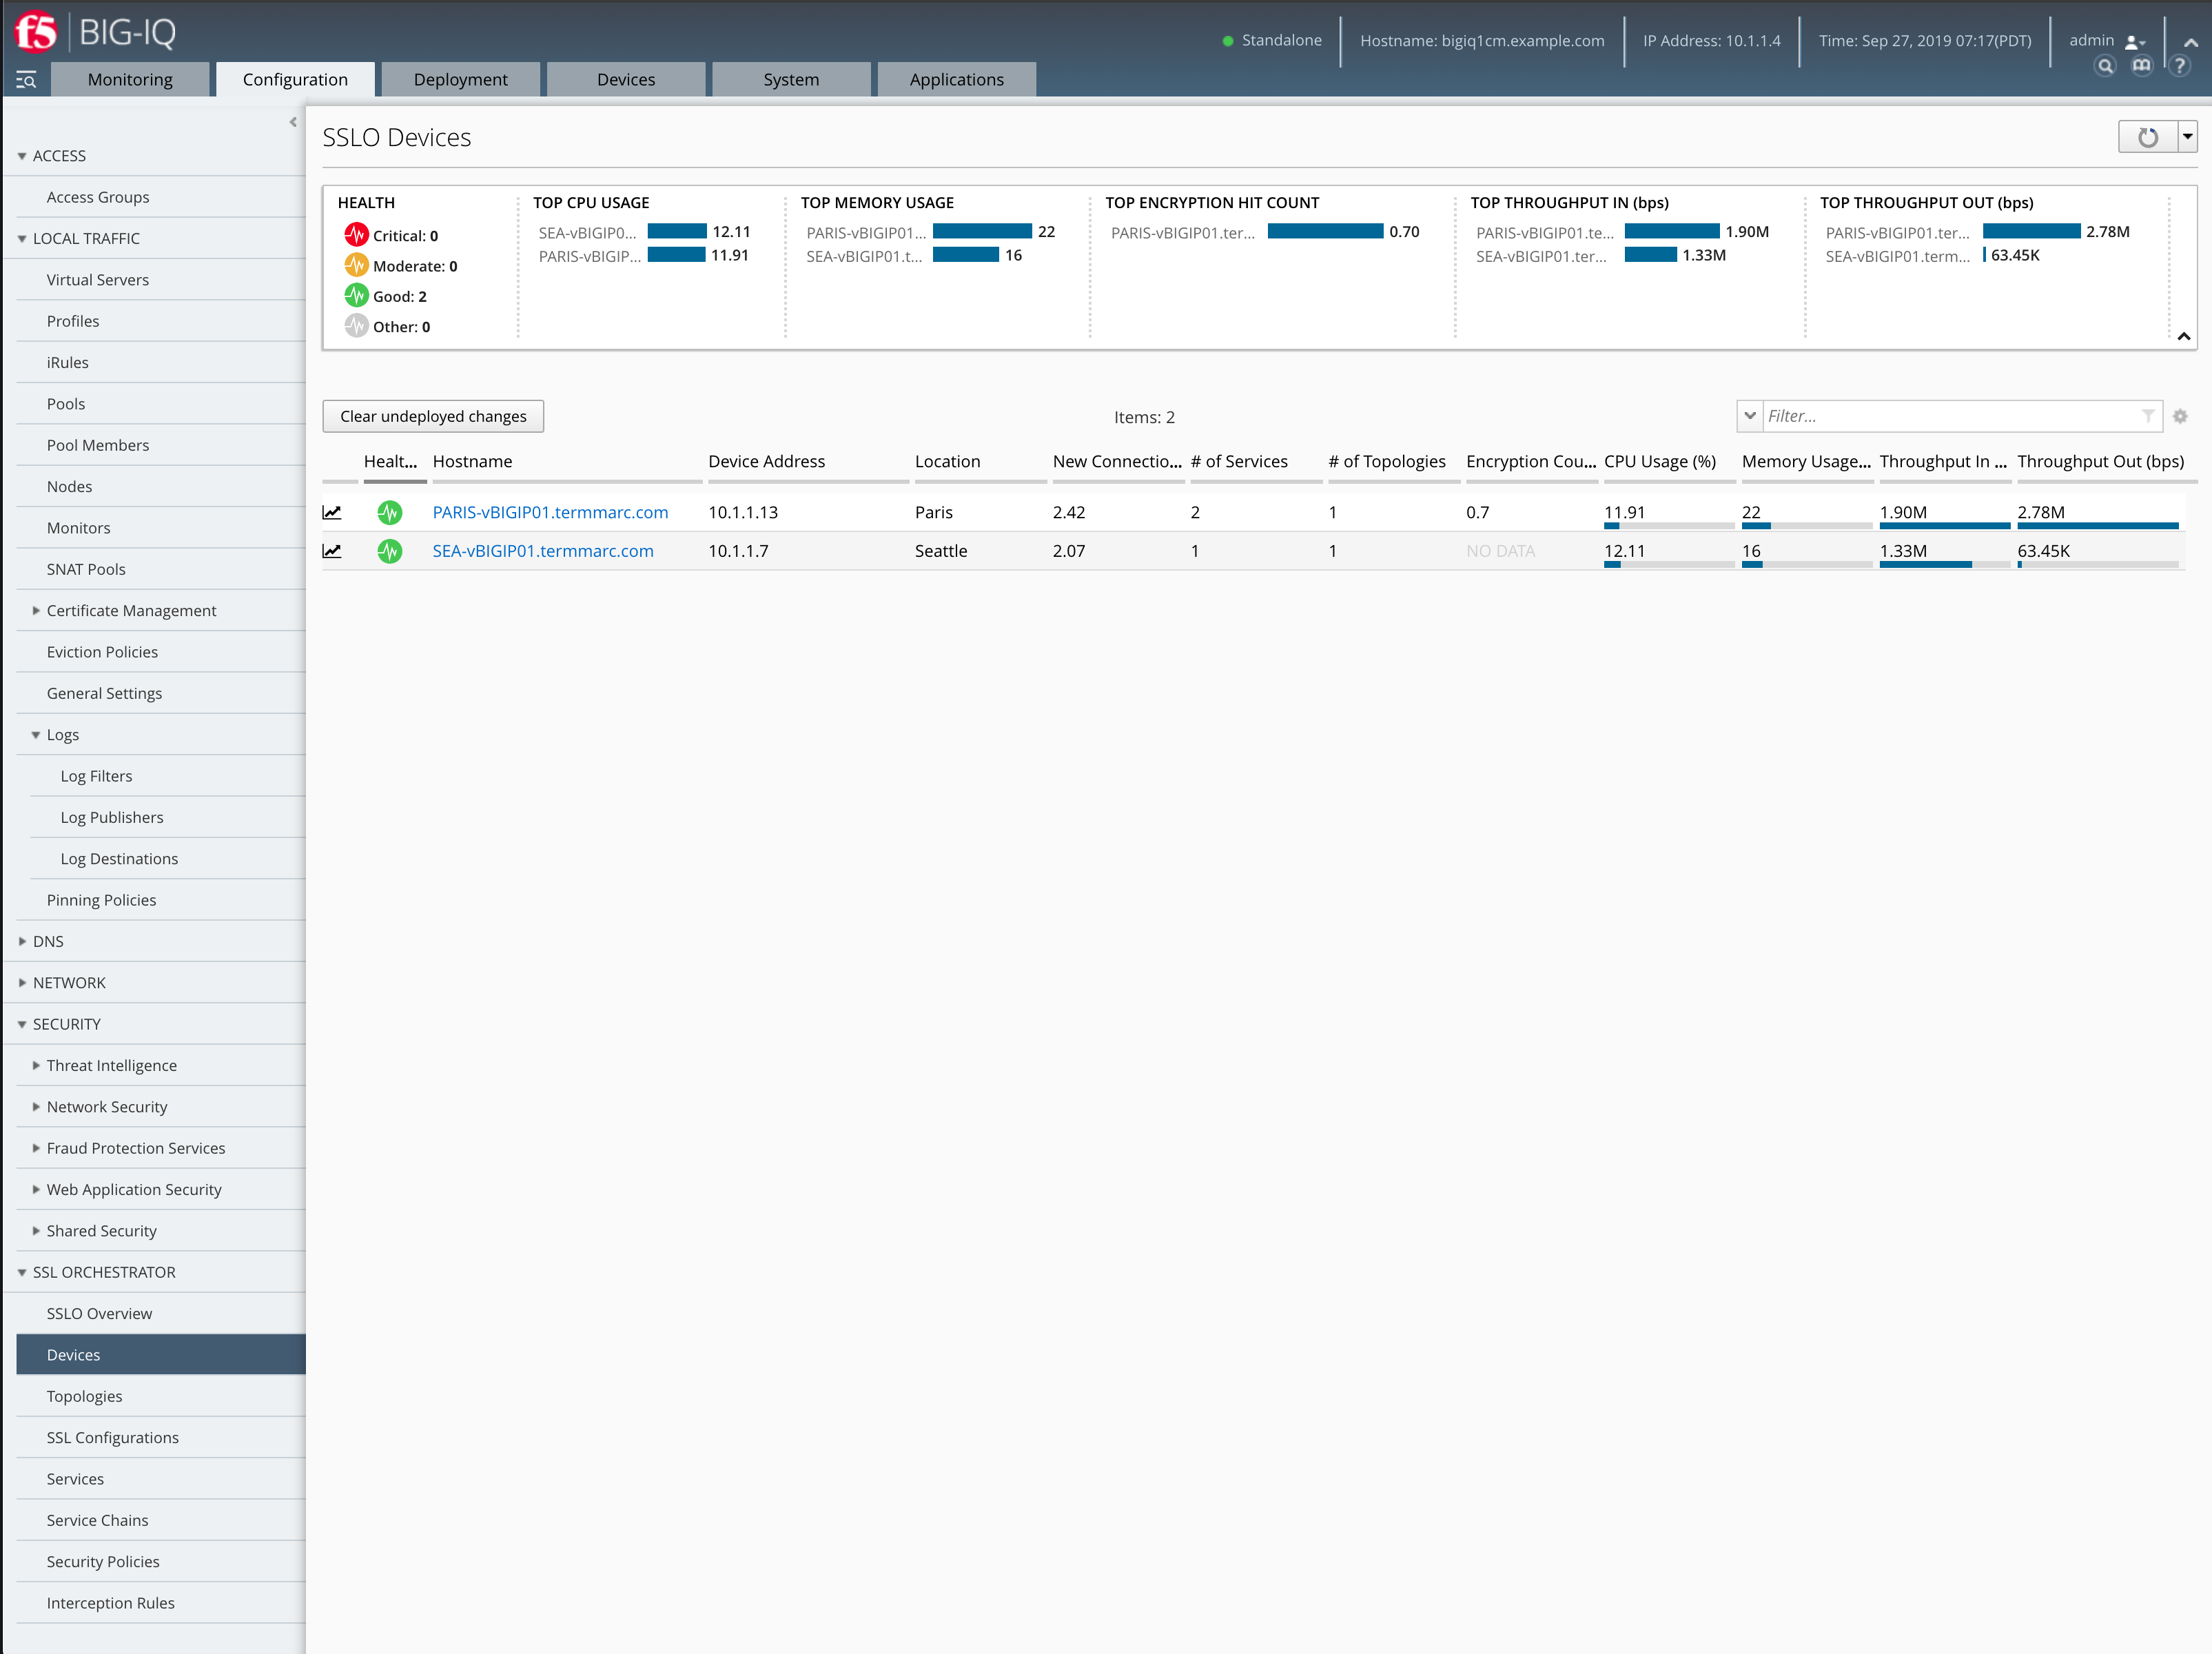 f5 BIG-IQ
Standalone
Hostname: bigiq1cm.example.com
IP Address: 10.1.1.4
Time: Sep 27, 2019 07:17(PDT)
admin
Monitoring
Configuration
Deployment
Devices
System
Applications
ACCESS
Access Groups
LOCAL TRAFFIC
Virtual Servers
Profiles
iRules
Pools
Pool Members
Nodes
Monitors
SNAT Pools
Certificate Management
Eviction Policies
General Settings
Logs
Log Filters
Log Publishers
Log Destinations
Pinning Policies
DNS
NETWORK
SECURITY
Threat Intelligence
Network Security
Fraud Protection Services
Web Application Security
Shared Security
SSL ORCHESTRATOR
SSLO Overview
Devices
Topologies
SSL Configurations
Services
Service Chains
Security Policies
Interception Rules
SSLO Devices
HEALTH
Critical: 0
Moderate: 0
Good: 2
Other: 0
TOP CPU USAGE
SEA-vBIGIP0... 12.11
PARIS-vBIGIP... 11.91
TOP MEMORY USAGE
PARIS-vBIGIP01... 22
SEA-vBIGIP01.t... 16
TOP ENCRYPTION HIT COUNT
PARIS-vBIGIP01.ter... 0.70
TOP THROUGHPUT IN (bps)
PARIS-vBIGIP01.te... 1.90M
SEA-vBIGIP01.ter... 1.33M
TOP THROUGHPUT OUT (bps)
PARIS-vBIGIP01.ter... 2.78M
SEA-vBIGIP01.term... 63.45K
Clear undeployed changes
Items: 2
Filter...
Healt... Hostname Device Address Location New Connectio... # of Services # of Topologies Encryption Cou... CPU Usage (%) Memory Usage... Throughput In ... Throughput Out (bps)
PARIS-vBIGIP01.termmarc.com 10.1.1.13 Paris 2.42 2 1 0.7 11.91 22 1.90M 2.78M
SEA-vBIGIP01.termmarc.com 10.1.1.7 Seattle 2.07 1 1 NO DATA 12.11 16 1.33M 63.45K